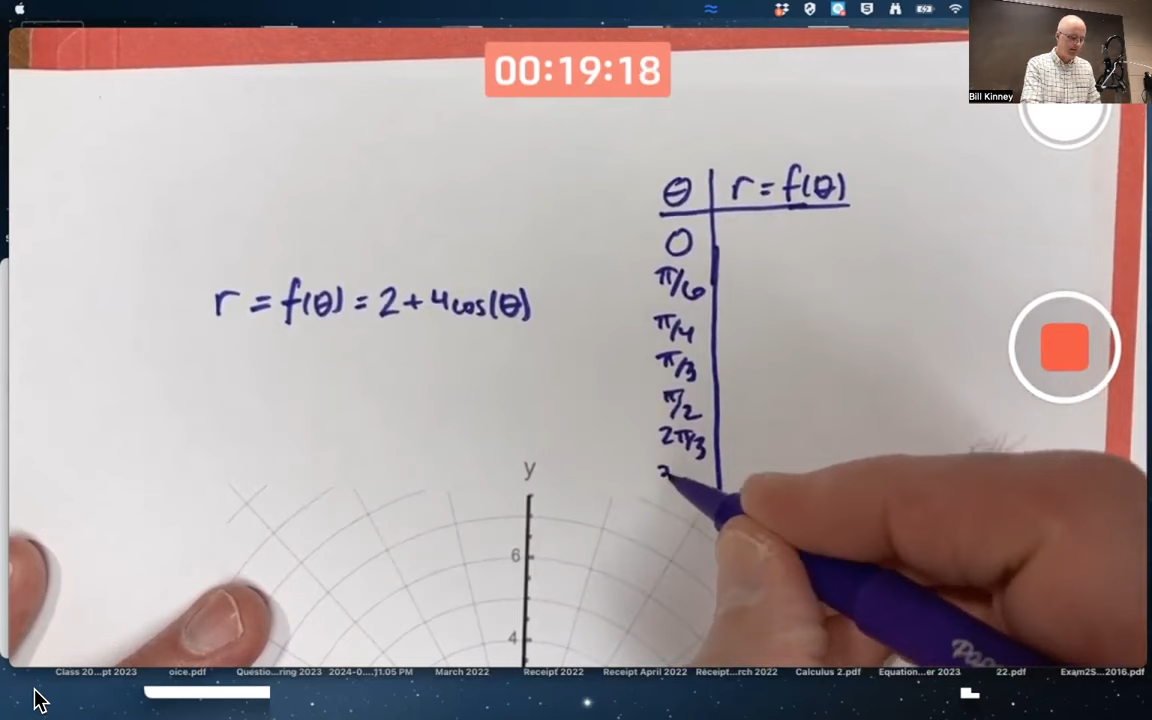 00:19:18
Bill Kinney
θ | r = f(θ)
0
π/6
r = f(θ) = 2 + 4cos(θ)
π/4
π/3
π/2
2π/3
3
y
6
4
Class 20...pt 2023 oice.pdf Questio...ring 2023 2024-0....)1.05 PM March 2022 Receipt 2022 Receipt April 2022 Receipt...rch 2022 Calculus 2.pdf Equation...er 2023 22.pdf Exam2S...2016.pdf